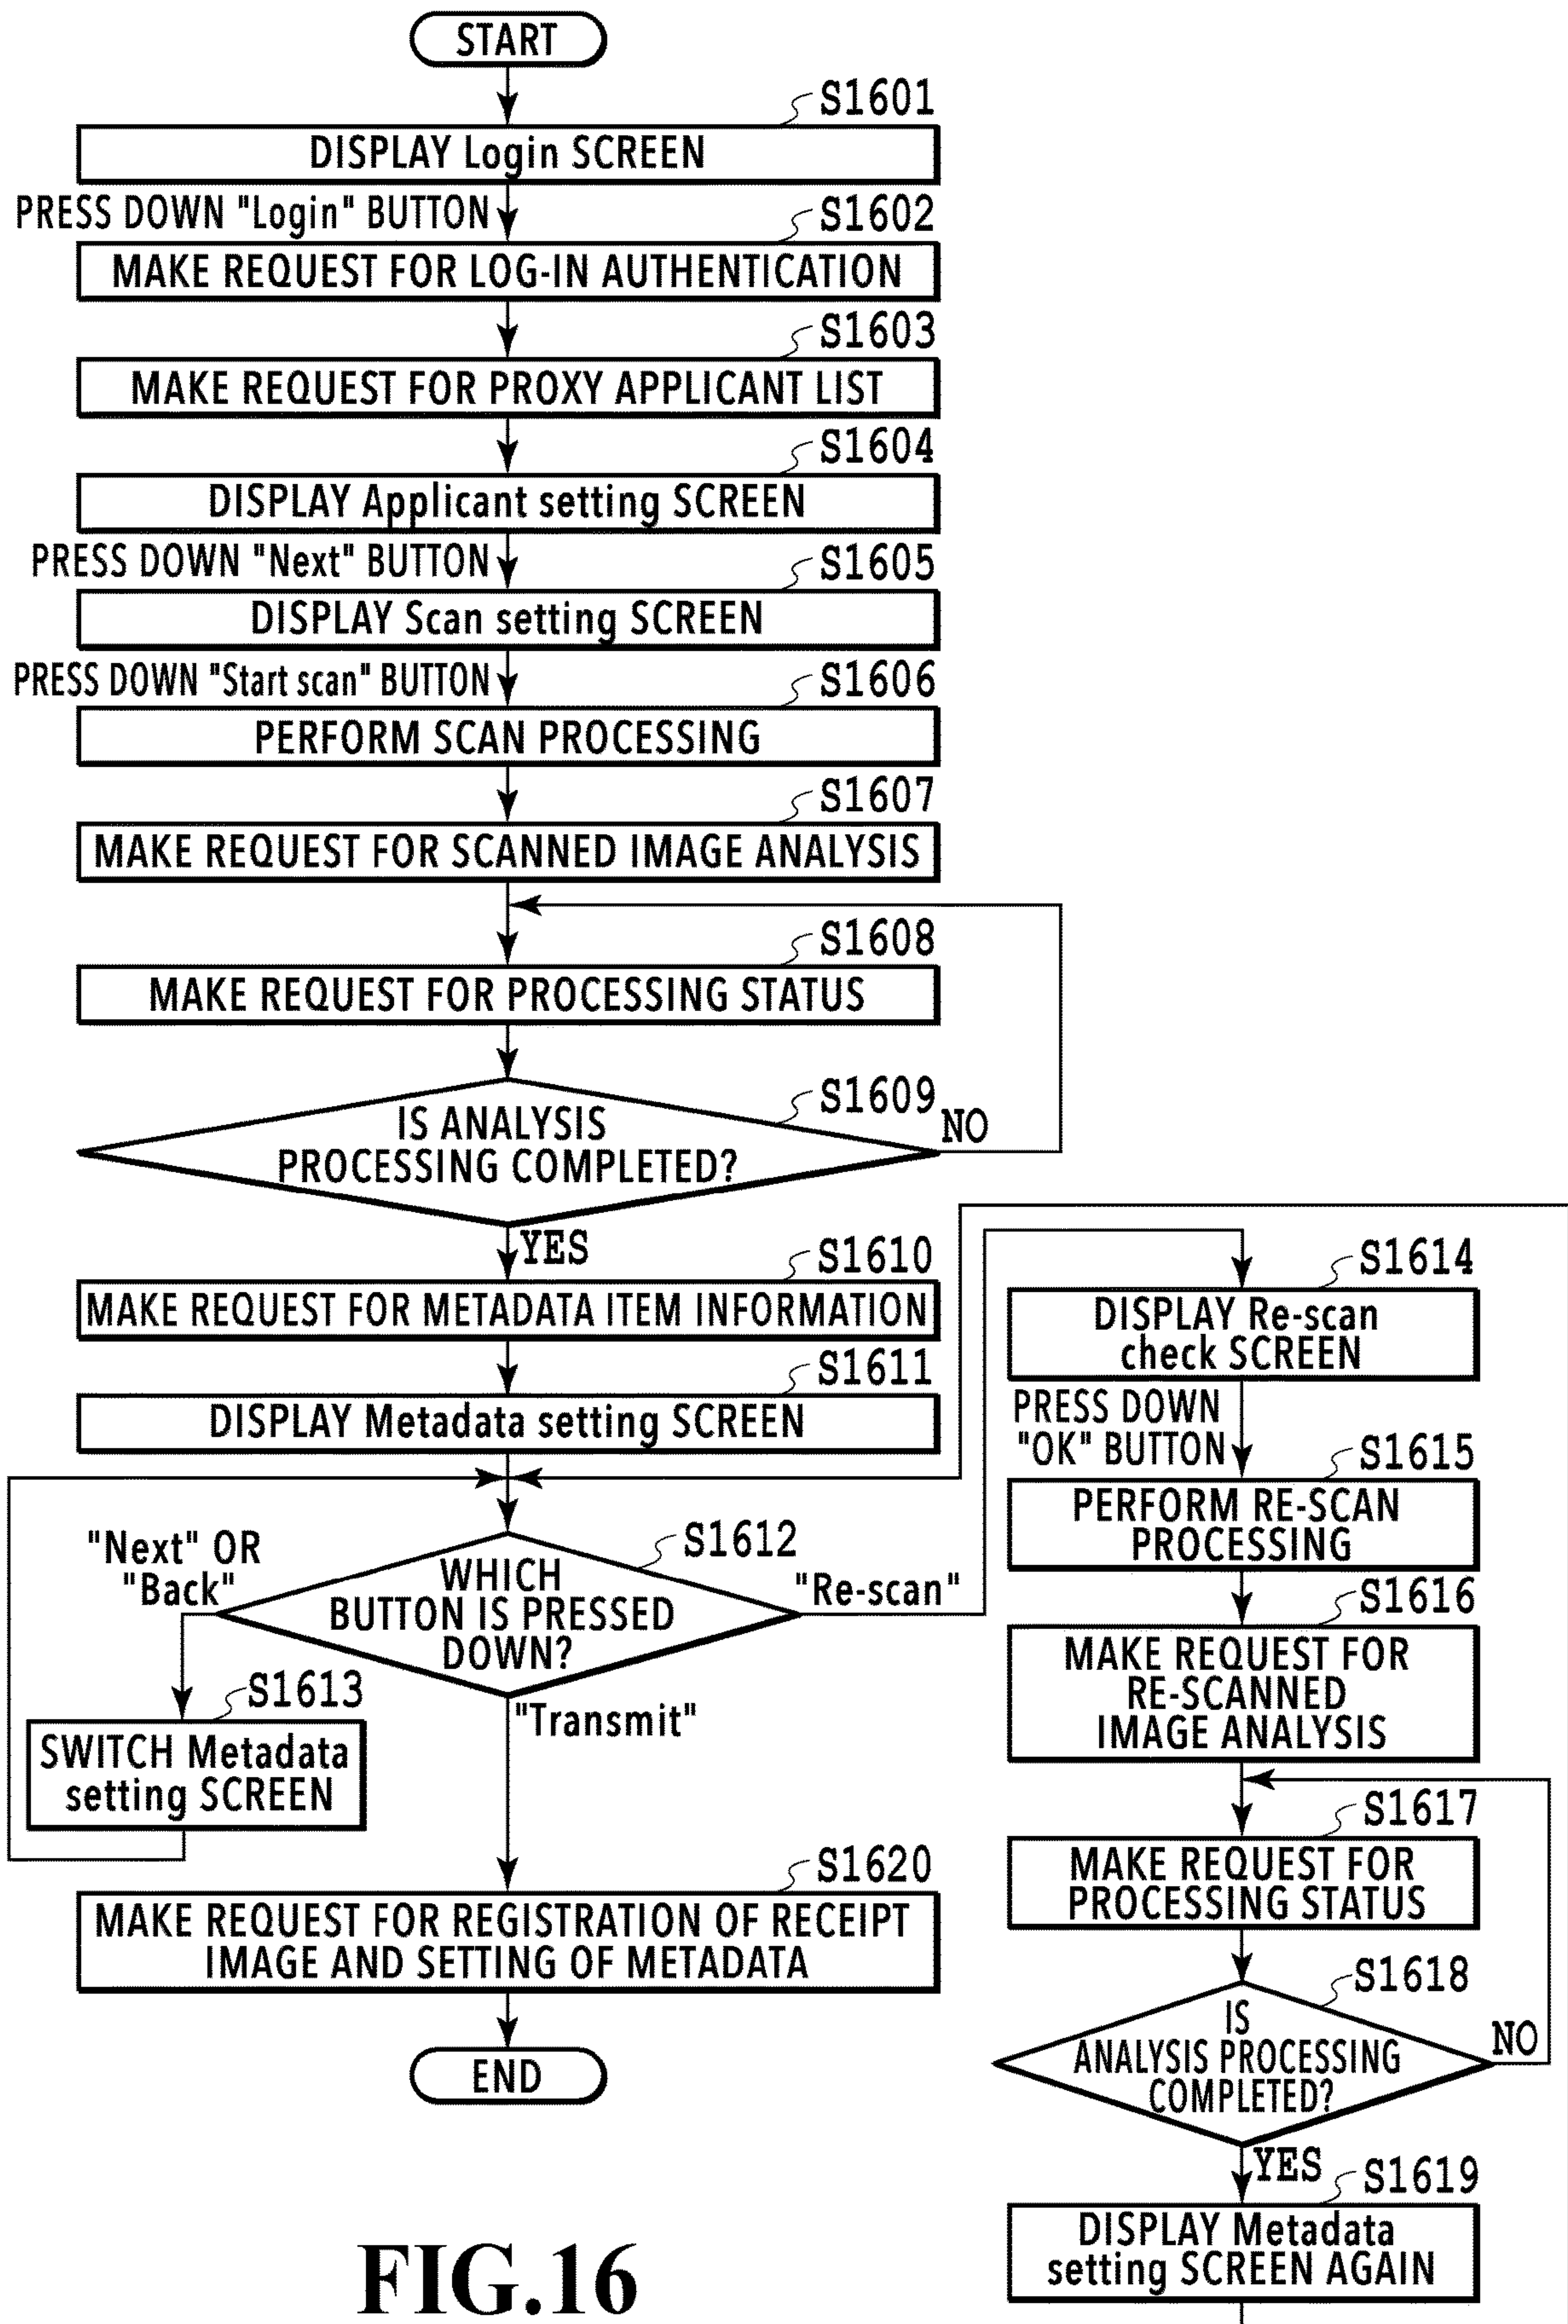 START
S1601
DISPLAY Login SCREEN
PRESS DOWN "Login" BUTTON
S1602
MAKE REQUEST FOR LOG-IN AUTHENTICATION
S1603
MAKE REQUEST FOR PROXY APPLICANT LIST
S1604
DISPLAY Applicant setting SCREEN
PRESS DOWN "Next" BUTTON
S1605
DISPLAY Scan setting SCREEN
PRESS DOWN "Start scan" BUTTON
S1606
PERFORM SCAN PROCESSING
S1607
MAKE REQUEST FOR SCANNED IMAGE ANALYSIS
S1608
MAKE REQUEST FOR PROCESSING STATUS
S1609
IS ANALYSIS
PROCESSING COMPLETED?
NO
YES
S1610
MAKE REQUEST FOR METADATA ITEM INFORMATION
S1611
DISPLAY Metadata setting SCREEN
S1612
WHICH
BUTTON IS PRESSED
DOWN?
"Next" OR
"Back"
"Re-scan"
"Transmit"
S1613
SWITCH Metadata
setting SCREEN
S1620
MAKE REQUEST FOR REGISTRATION OF RECEIPT
IMAGE AND SETTING OF METADATA
END
S1614
DISPLAY Re-scan
check SCREEN
PRESS DOWN
"OK" BUTTON
S1615
PERFORM RE-SCAN
PROCESSING
S1616
MAKE REQUEST FOR
RE-SCANNED
IMAGE ANALYSIS
S1617
MAKE REQUEST FOR
PROCESSING STATUS
S1618
IS
ANALYSIS PROCESSING
COMPLETED?
NO
YES
S1619
DISPLAY Metadata
setting SCREEN AGAIN
FIG.16